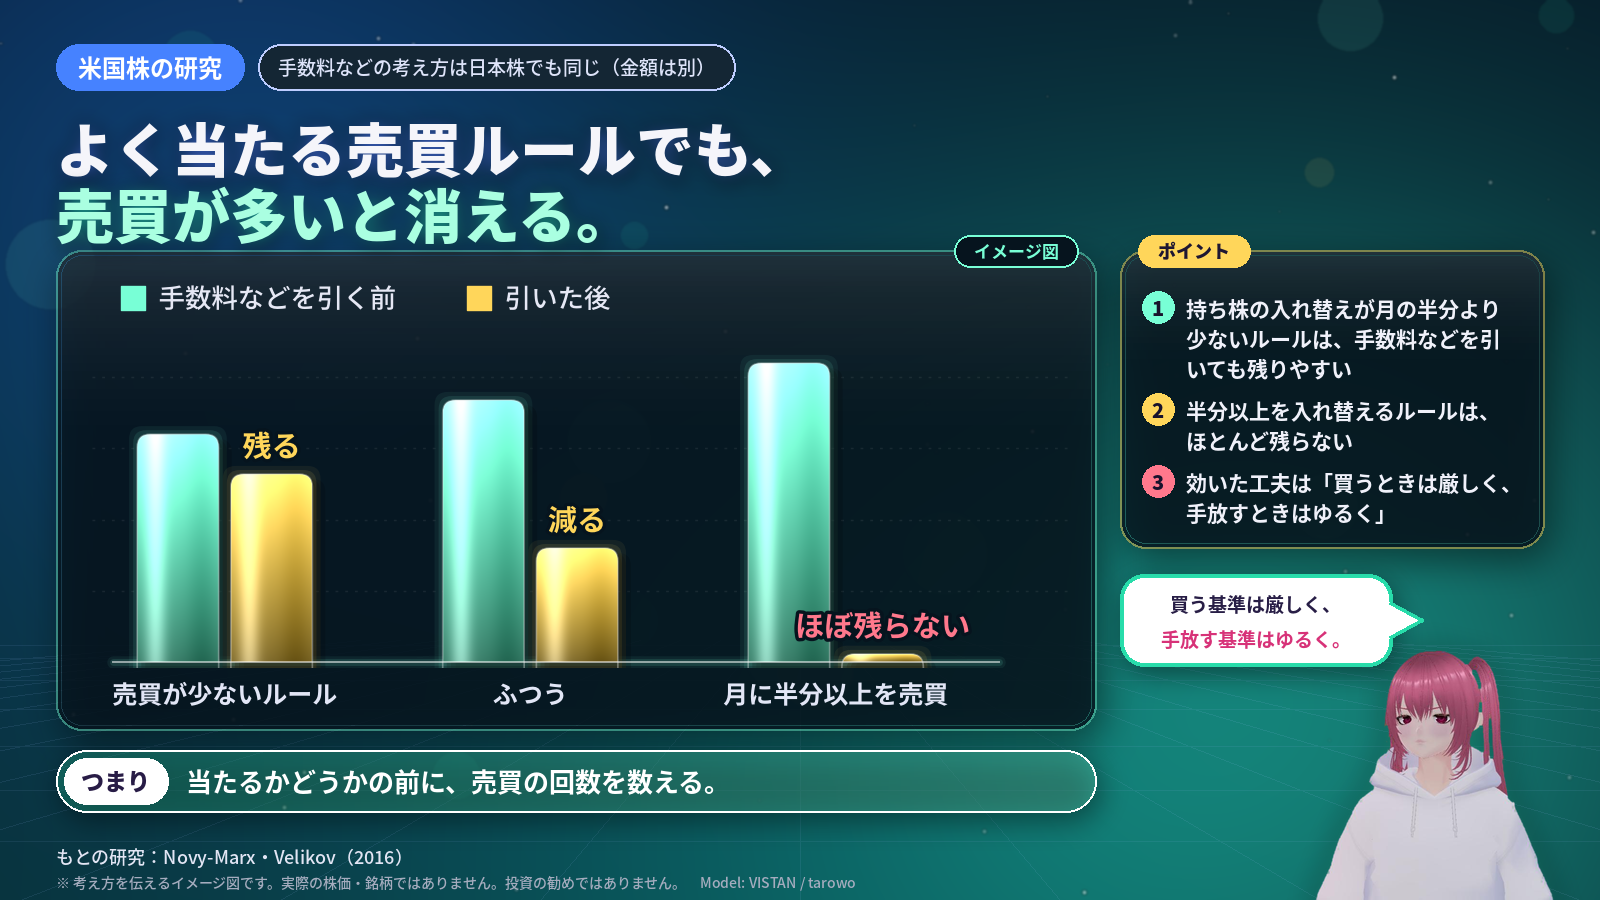 米国株の研究
手数料などの考え方は日本株でも同じ（金額は別）
よく当たる売買ルールでも、
売買が多いと消える。
イメージ図
手数料などを引く前
引いた後
残る
減る
ほぼ残らない
売買が少ないルール
ふつう
月に半分以上を売買
ポイント
1 持ち株の入れ替えが月の半分より
少ないルールは、手数料などを引
いても残りやすい
2 半分以上を入れ替えるルールは、
ほとんど残らない
3 効いた工夫は「買うときは厳しく、
手放すときはゆるく」
買う基準は厳しく、
手放す基準はゆるく。
つまり 当たるかどうかの前に、売買の回数を数える。
もとの研究：Novy-Marx・Velikov（2016）
※ 考え方を伝えるイメージ図です。実際の株価・銘柄ではありません。投資の勧めではありません。 Model: VISTAN / tarowo